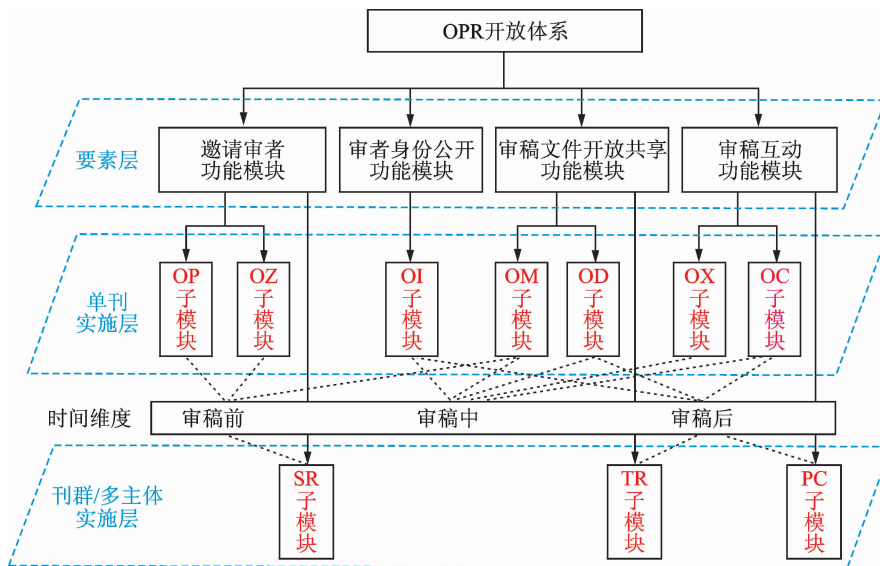 OPR开放体系
要素层
邀请审者
功能模块
审者身份公开
功能模块
审稿文件开放共享
功能模块
审稿互动
功能模块
单刊
实施层
OP
子
模
块
OZ
子
模
块
OI
子
模
块
OM
子
模
块
OD
子
模
块
OX
子
模
块
OC
子
模
块
时间维度
审稿前
审稿中
审稿后
刊群/多主体
实施层
SR
子
模
块
TR
子
模
块
PC
子
模
块